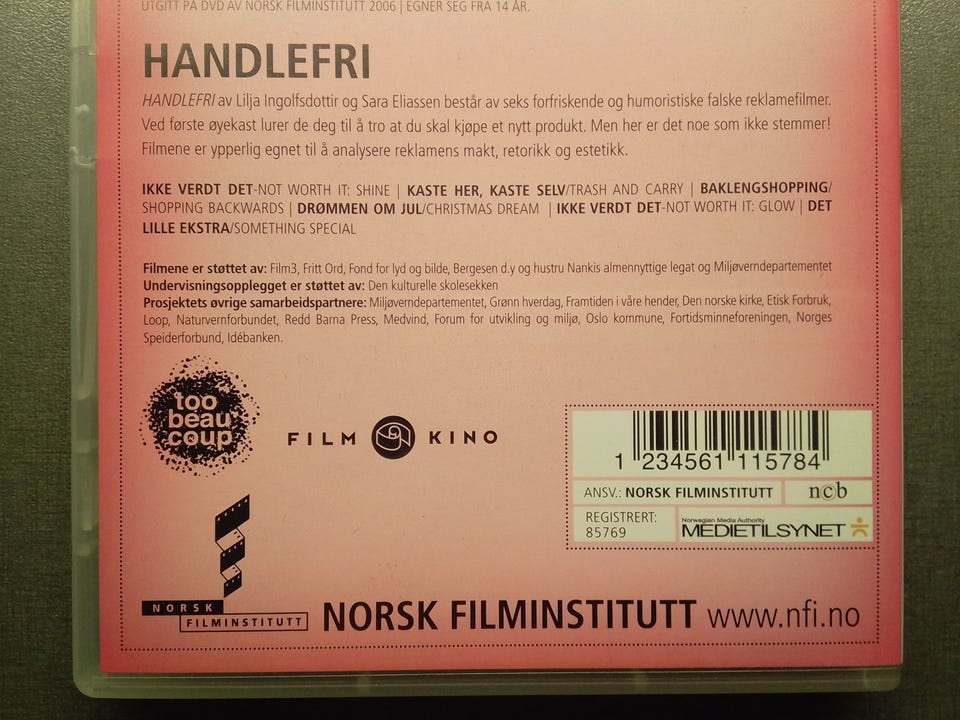 UTGITT PÅ DVD AV NORSK FILMINSTITUTT 2006 | EGNER SEG FRA 14 ÅR.
HANDLEFRI
HANDLEFRI av Lilja Ingolfsdottir og Sara Eliassen består av seks forfriskende og humoristiske falske reklamefilmer.
Ved første øyekast lurer de deg til å tro at du skal kjøpe et nytt produkt. Men her er det noe som ikke stemmer!
Filmene er ypperlig egnet til å analysere reklamens makt, retorikk og estetikk.
IKKE VERDT DET-NOT WORTH IT: SHINE | KASTE HER, KASTE SELV/TRASH AND CARRY | BAKLENGSHOPPING/
SHOPPING BACKWARDS | DRØMMEN OM JUL/CHRISTMAS DREAM | IKKE VERDT DET-NOT WORTH IT: GLOW | DET
LILLE EKSTRA/SOMETHING SPECIAL
Filmene er støttet av: Film3, Fritt Ord, Fond for lyd og bilde, Bergesen d.y og hustru Nankis almennyttige legat og Miljøverndepartementet
Undervisningsopplegget er støttet av: Den kulturelle skolesekken
Prosjektets øvrige samarbeidspartnere: Miljøverndepartementet, Grønn hverdag, Framtiden i våre hender, Den norske kirke, Etisk Forbruk,
Loop, Naturvernforbundet, Redd Barna Press, Medvind, Forum for utvikling og miljø, Oslo kommune, Fortidsminneforeningen, Norges
Speiderforbund, Idébanken.
too
beau
coup
FILM KINO
1 234561 115784
ANSV.: NORSK FILMINSTITUTT
ncb
REGISTRERT:
85769
Norwegian Media Authority
MEDIETILSYNET
NORSK
FILMINSTITUTT
NORSK FILMINSTITUTT www.nfi.no